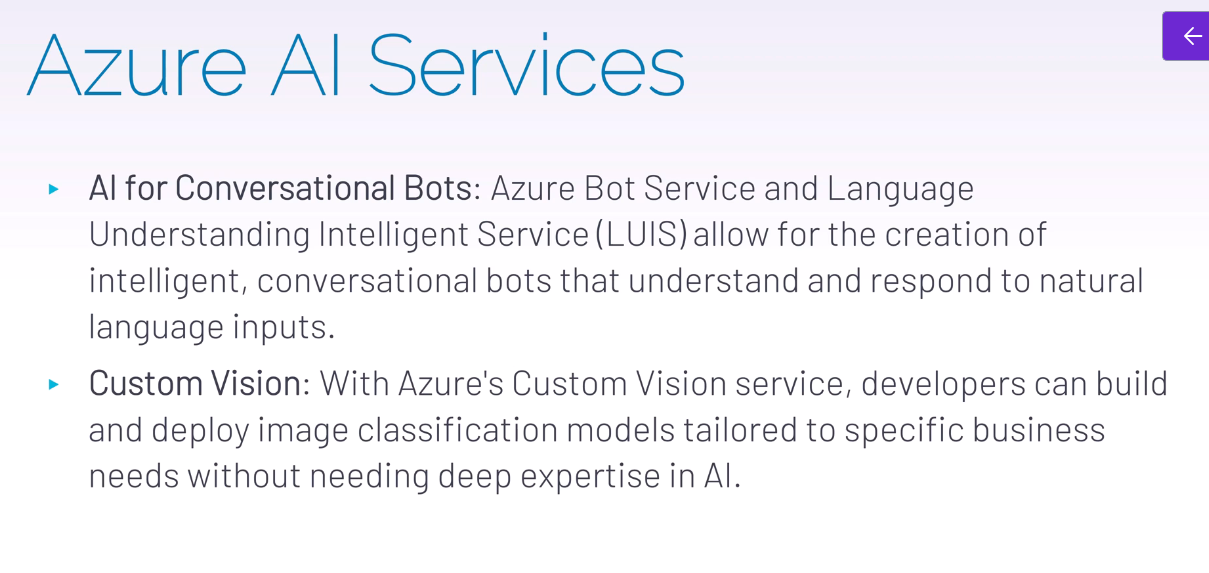 Azure AI Services
AI for Conversational Bots: Azure Bot Service and Language
Understanding Intelligent Service (LUIS) allow for the creation of
intelligent, conversational bots that understand and respond to natural
language inputs.
Custom Vision: With Azure's Custom Vision service, developers can build
and deploy image classification models tailored to specific business
needs without needing deep expertise in AI.